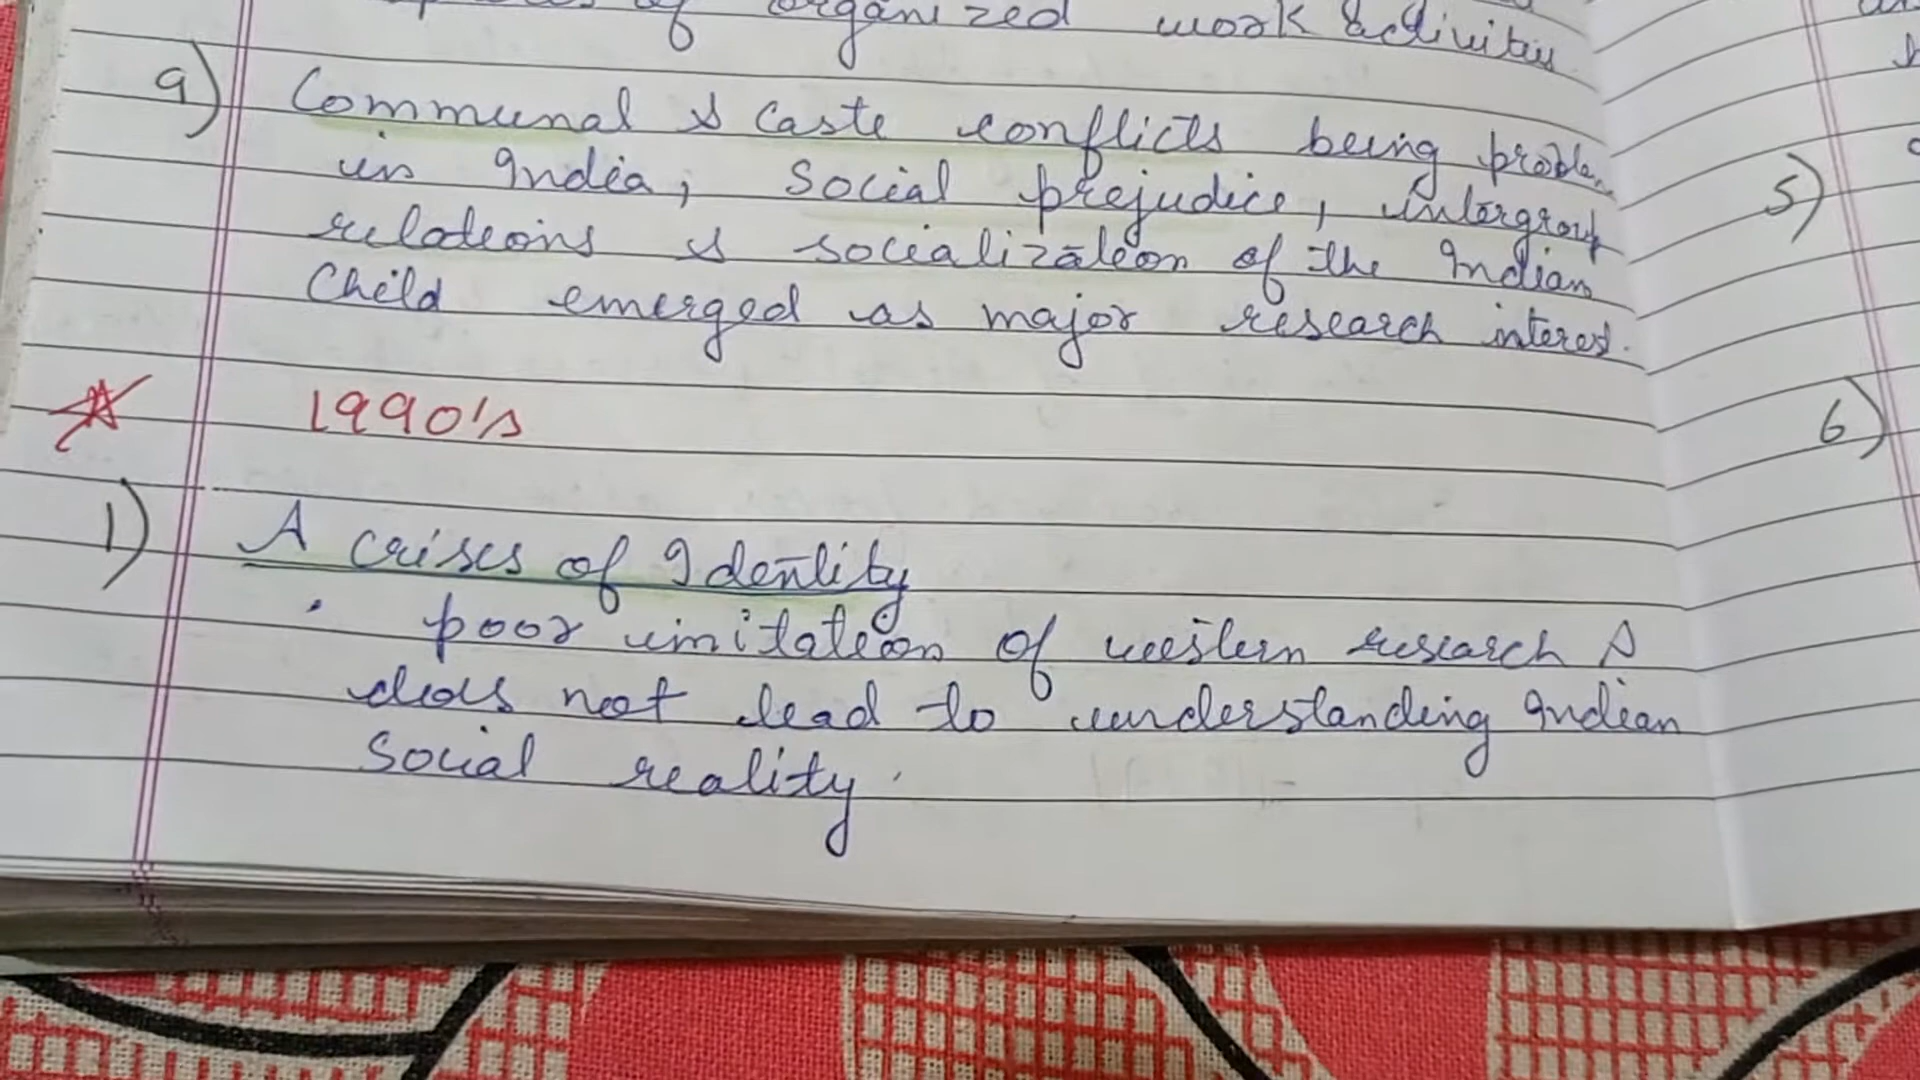 of organized work activities
9) Communal & Caste conflicts being problem
in India, Social prejudice, intergroup
relations & socialization of the Indian
Child emerged as major research interest.
1990's
1) A crises of Identity
poor imitation of western research &
does not lead to understanding Indian
Social reality.
5)
6)